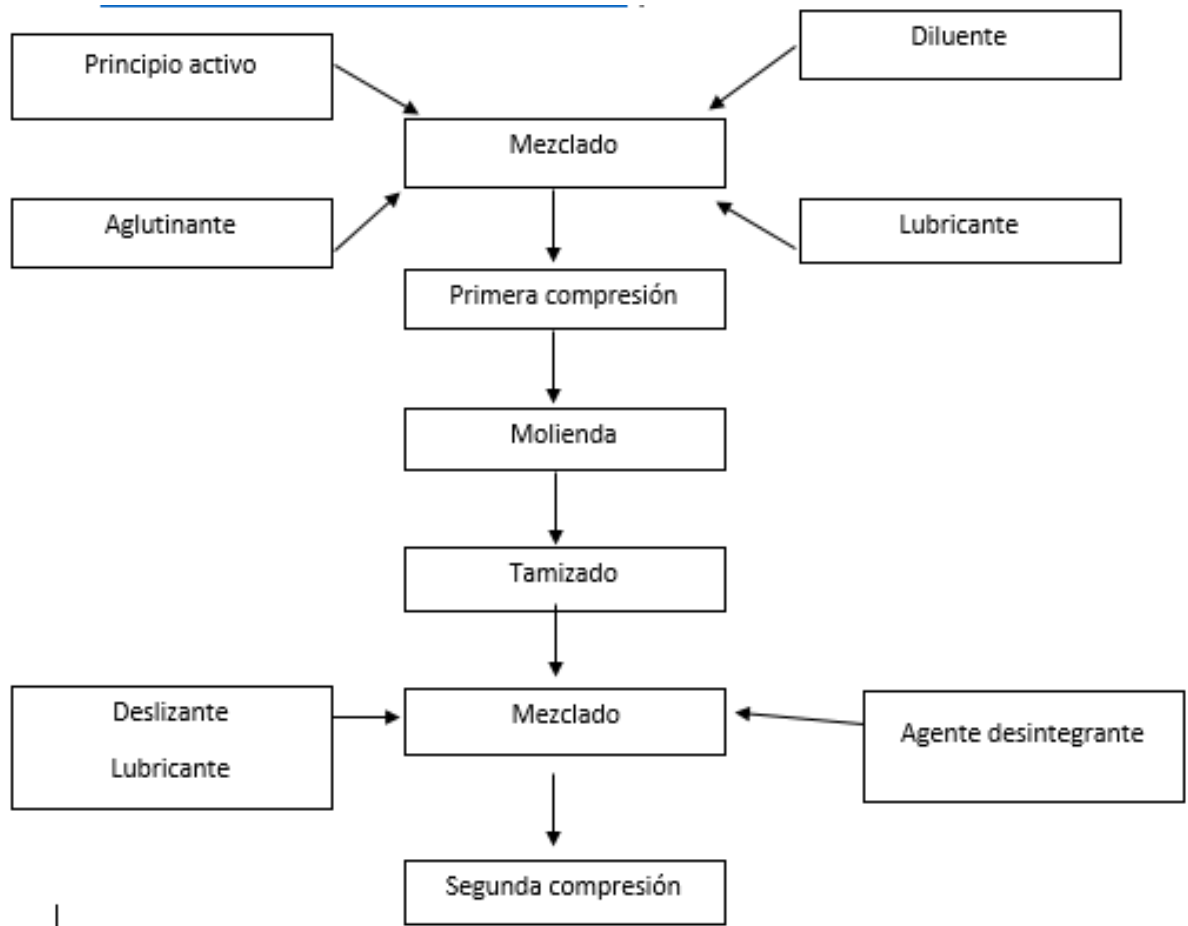 Principio activo
Diluente
Mezclado
Aglutinante
Lubricante
Primera compresión
Molienda
Tamizado
Deslizante
Lubricante
Mezclado
Agente desintegrante
Segunda compresión